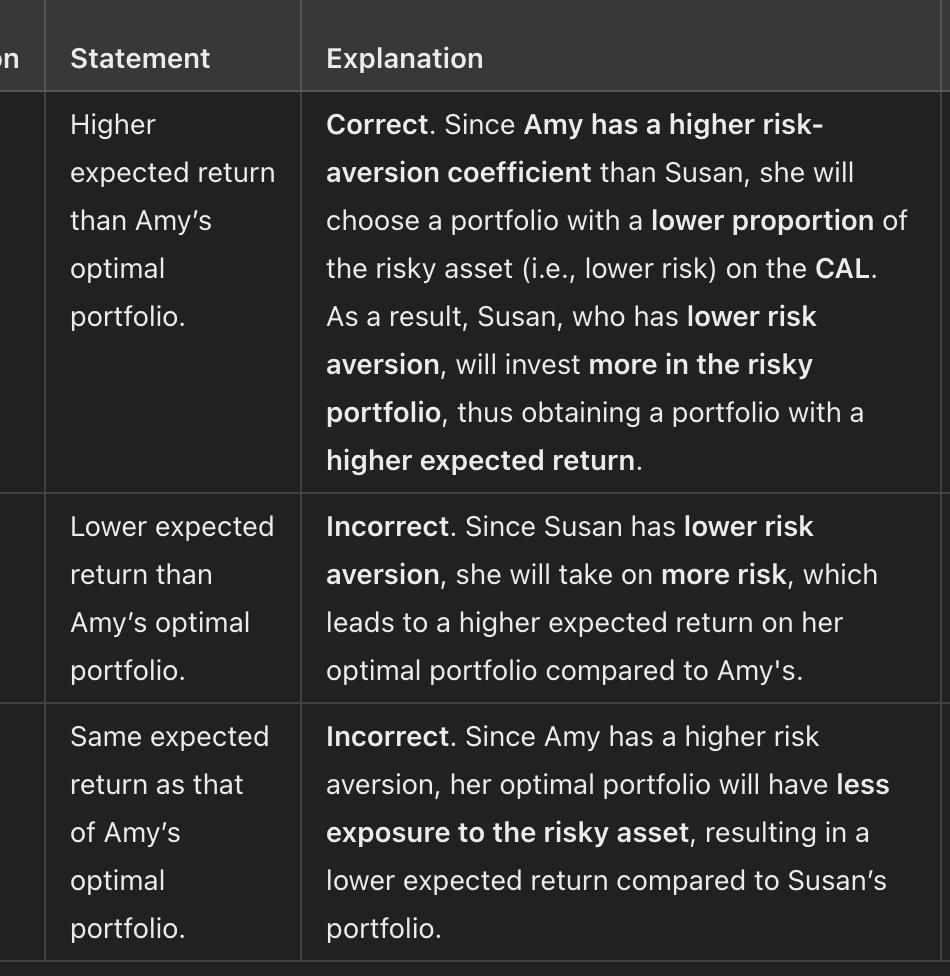 on Statement Explanation
Higher
expected return
than Amy’s
optimal
portfolio.
Correct. Since Amy has a higher risk-
aversion coefficient than Susan, she will
choose a portfolio with a lower proportion of
the risky asset (i.e., lower risk) on the CAL.
As a result, Susan, who has lower risk
aversion, will invest more in the risky
portfolio, thus obtaining a portfolio with a
higher expected return.
Lower expected
return than
Amy’s optimal
portfolio.
Incorrect. Since Susan has lower risk
aversion, she will take on more risk, which
leads to a higher expected return on her
optimal portfolio compared to Amy's.
Same expected
return as that
of Amy’s
optimal
portfolio.
Incorrect. Since Amy has a higher risk
aversion, her optimal portfolio will have less
exposure to the risky asset, resulting in a
lower expected return compared to Susan’s
portfolio.